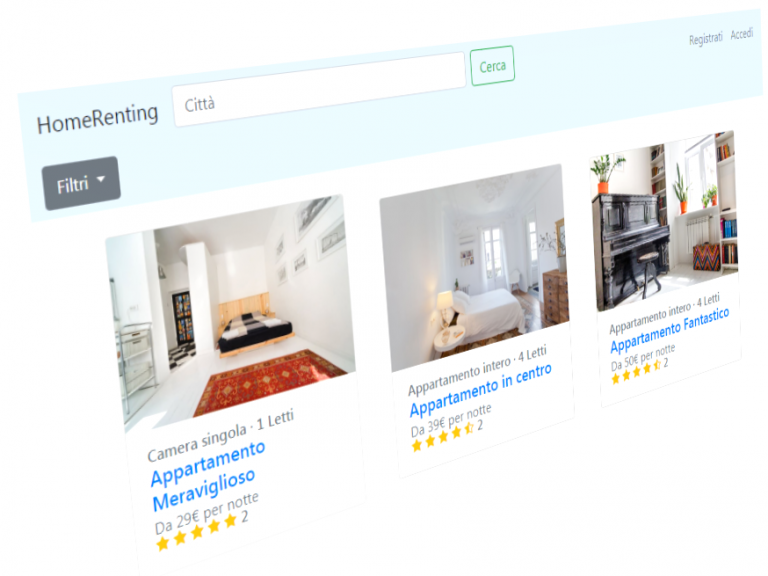 Registrati Accedi
HomeRenting Città Cerca
Filtri
Camera singola · 1 Letti
Appartamento
Meraviglioso
Da 29€ per notte
2
Appartamento intero · 4 Letti
Appartamento in centro
Da 39€ per notte
2
Appartamento intero · 4 Letti
Appartamento Fantastico
Da 50€ per notte
2